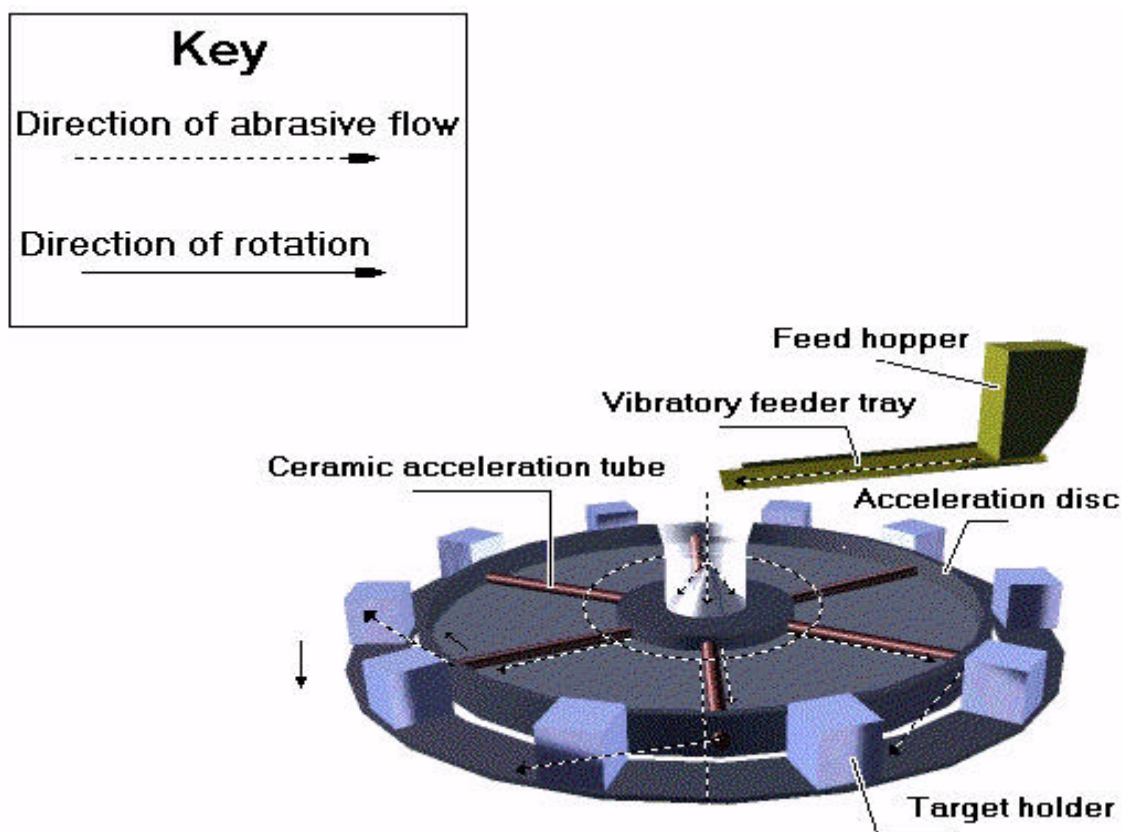 Key
Direction of abrasive flow
Direction of rotation
Feed hopper
Vibratory feeder tray
Ceramic acceleration tube
Acceleration disc
Target holder